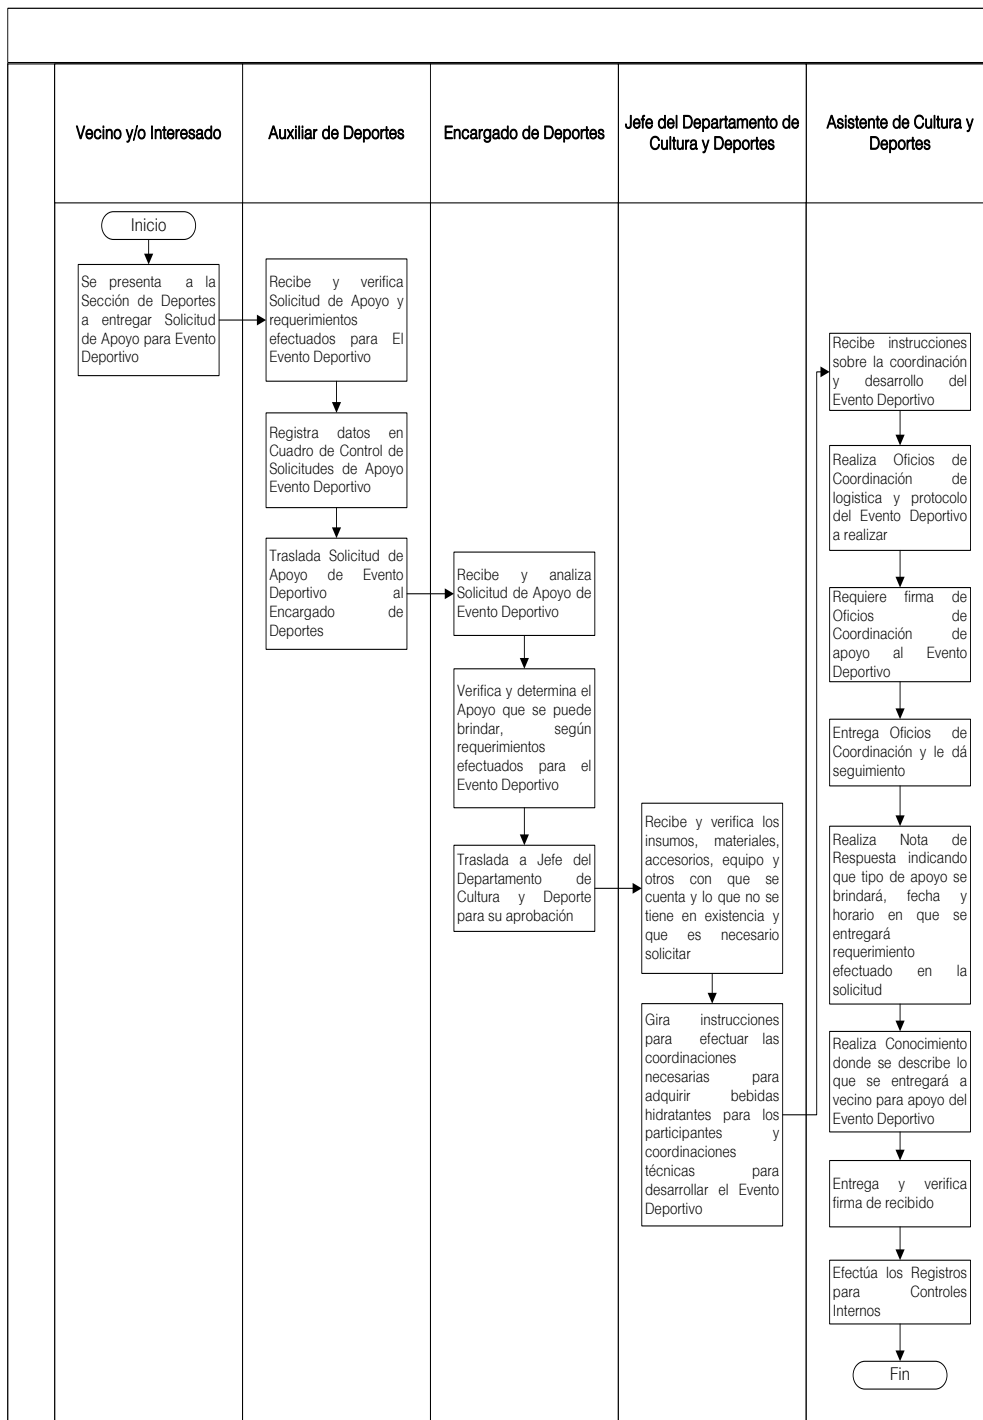 Vecino y/o Interesado
Auxiliar de Deportes
Encargado de Deportes
Jefe del Departamento de
Cultura y Deportes
Asistente de Cultura y
Deportes
Inicio
Se presenta a la
Sección de Deportes
a entregar Solicitud
de Apoyo para Evento
Deportivo
Recibe y verifica
Solicitud de Apoyo y
requerimientos
efectuados para El
Evento Deportivo
Registra datos en
Cuadro de Control de
Solicitudes de Apoyo
Evento Deportivo
Traslada Solicitud de
Apoyo de Evento
Deportivo al
Encargado de
Deportes
Recibe y analiza
Solicitud de Apoyo de
Evento Deportivo
Verifica y determina el
Apoyo que se puede
brindar, según
requerimientos
efectuados para el
Evento Deportivo
Traslada a Jefe del
Departamento de
Cultura y Deporte
para su aprobación
Recibe y verifica los
insumos, materiales,
accesorios, equipo y
otros con que se
cuenta y lo que no se
tiene en existencia y
que es necesario
solicitar
Gira instrucciones
para efectuar las
coordinaciones
necesarias para
adquirir bebidas
hidratantes para los
participantes y
coordinaciones
técnicas para
desarrollar el Evento
Deportivo
Recibe instrucciones
sobre la coordinación
y desarrollo del
Evento Deportivo
Realiza Oficios de
Coordinación de
logistica y protocolo
del Evento Deportivo
a realizar
Requiere firma de
Oficios de
Coordinación de
apoyo al Evento
Deportivo
Entrega Oficios de
Coordinación y le dá
seguimiento
Realiza Nota de
Respuesta indicando
que tipo de apoyo se
brindará, fecha y
horario en que se
entregará
requerimiento
efectuado en la
solicitud
Realiza Conocimiento
donde se describe lo
que se entregará a
vecino para apoyo del
Evento Deportivo
Entrega y verifica
firma de recibido
Efectúa los Registros
para Controles
Internos
Fin